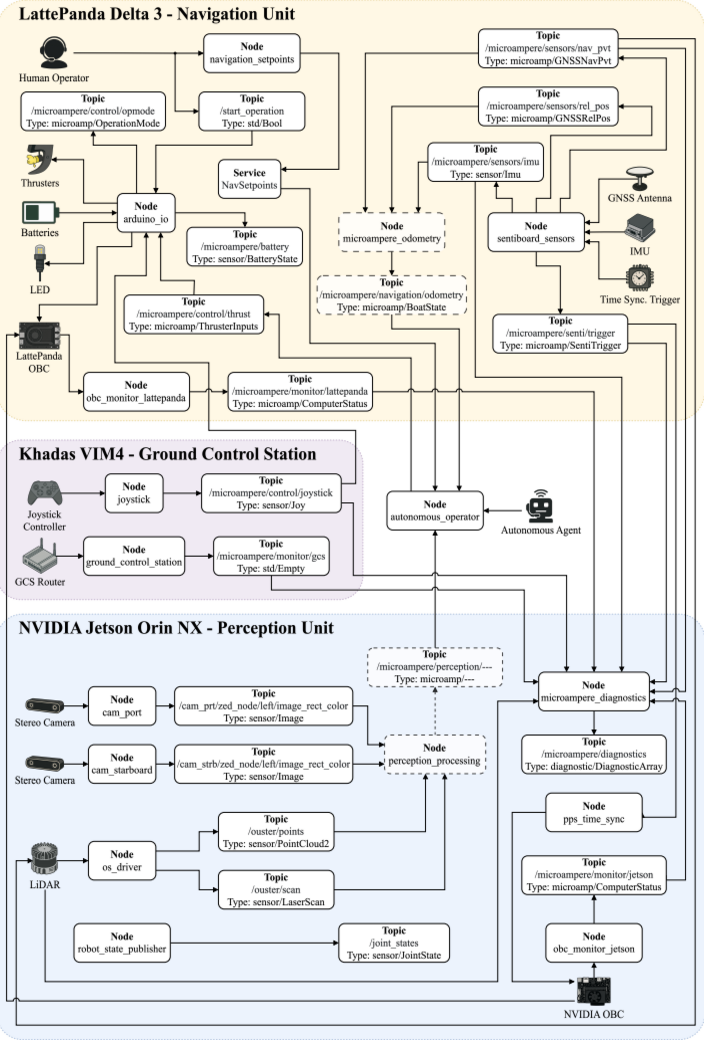 LattePanda Delta 3 - Navigation Unit
Human Operator
Node
navigation_setpoints
Topic
/microampere/sensors/nav_pvt
Type: microamp/GNSSNavPvt
Topic
/microampere/control/opmode
Type: microamp/OperationMode
Topic
/start_operation
Type: std/Bool
Topic
/microampere/sensors/rel_pos
Type: microamp/GNSSRelPos
Thrusters
Service
NavSetpoints
Topic
/microampere/sensors/imu
Type: sensor/Imu
GNSS Antenna
Batteries
Node
arduino_io
Node
microampere_odometry
Node
sentiboard_sensors
IMU
LED
Topic
/microampere/battery
Type: sensor/BatteryState
Time Sync. Trigger
Topic
/microampere/navigation/odometry
Type: microamp/BoatState
Topic
/microampere/control/thrust
Type: microamp/ThrusterInputs
Topic
/microampere/senti/trigger
Type: microamp/SentiTrigger
LattePanda
OBC
Node
obc_monitor_lattepanda
Topic
/microampere/monitor/lattepanda
Type: microamp/ComputerStatus
Khadas VIM4 - Ground Control Station
Joystick
Controller
Node
joystick
Topic
/microampere/control/joystick
Type: sensor/Joy
Node
autonomous_operator
Autonomous Agent
GCS Router
Node
ground_control_station
Topic
/microampere/monitor/gcs
Type: std/Empty
NVIDIA Jetson Orin NX - Perception Unit
Topic
/microampere/perception/---
Type: microamp/---
Stereo Camera
Node
cam_port
Topic
/cam_prt/zed_node/left/image_rect_color
Type: sensor/Image
Node
microampere_diagnostics
Stereo Camera
Node
cam_starboard
Topic
/cam_strb/zed_node/left/image_rect_color
Type: sensor/Image
Node
perception_processing
Topic
/microampere/diagnostics
Type: diagnostic/DiagnosticArray
Node
pps_time_sync
LiDAR
Node
os_driver
Topic
/ouster/points
Type: sensor/PointCloud2
Topic
/ouster/scan
Type: sensor/LaserScan
Topic
/microampere/monitor/jetson
Type: microamp/ComputerStatus
Node
robot_state_publisher
Topic
/joint_states
Type: sensor/JointState
Node
obc_monitor_jetson
NVIDIA OBC